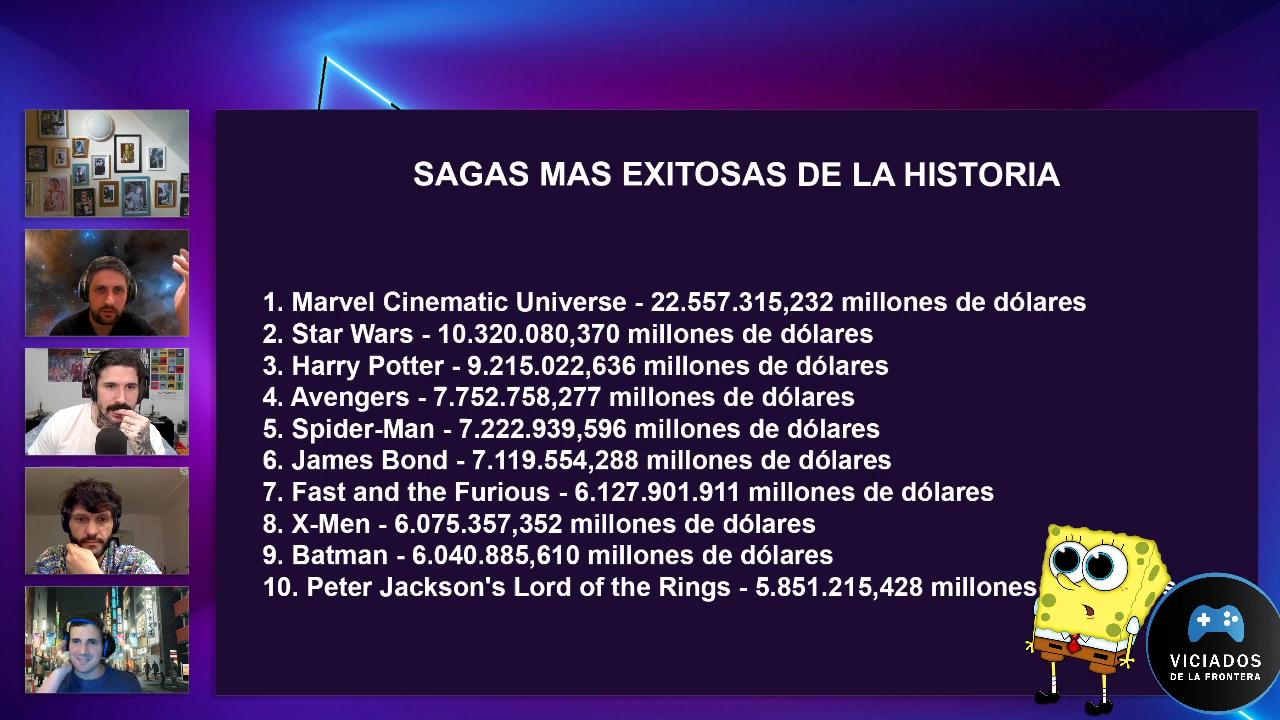 SAGAS MAS EXITOSAS DE LA HISTORIA
1. Marvel Cinematic Universe - 22.557.315,232 millones de dólares
2. Star Wars - 10.320.080,370 millones de dólares
3. Harry Potter - 9.215.022,636 millones de dólares
4. Avengers - 7.752.758,277 millones de dólares
5. Spider-Man - 7.222.939,596 millones de dólares
6. James Bond - 7.119.554,288 millones de dólares
7. Fast and the Furious - 6.127.901.911 millones de dólares
8. X-Men - 6.075.357,352 millones de dólares
9. Batman - 6.040.885,610 millones de dólares
10. Peter Jackson's Lord of the Rings - 5.851.215,428 millones
VICIADOS
DE LA FRONTERA